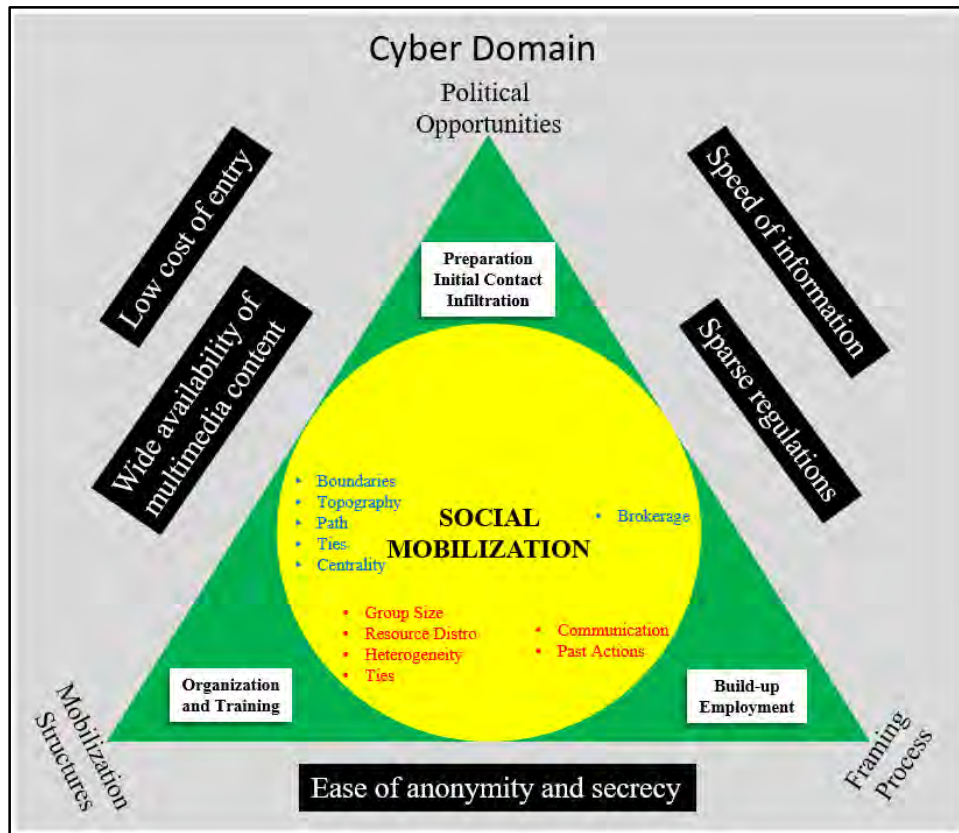 Cyber Domain
Political
Opportunities
Low cost of entry
Wide availability of
multimedia content
Speed of information
Sparse regulations
Preparation
Initial Contact
Infiltration
• Boundaries
• Topography
• Path
• Ties
• Centrality
SOCIAL
MOBILIZATION
• Brokerage
• Group Size
• Resource Distro
• Heterogeneity
• Ties
• Communication
• Past Actions
Organization
and Training
Build-up
Employment
Mobilization
Structures
Framing
Process
Ease of anonymity and secrecy